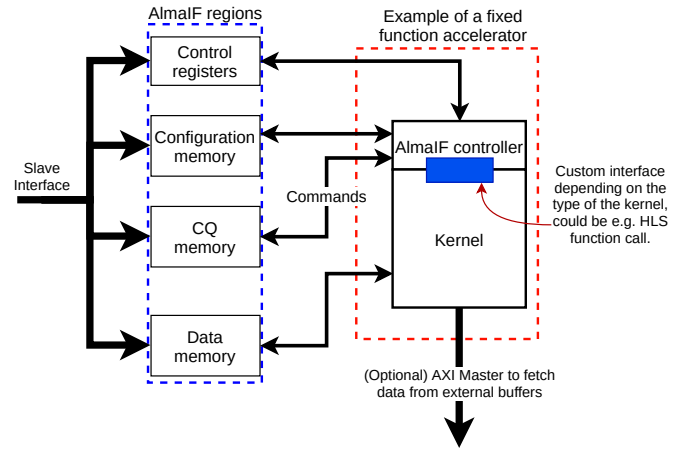 AlmaIF regions
Example of a fixed
function accelerator
Control
registers
Configuration
memory
AlmaIF controller
Slave
Interface
Commands
Custom interface
depending on the
type of the kernel,
could be e.g. HLS
function call.
CQ
memory
Kernel
Data
memory
(Optional) AXI Master to fetch
data from external buffers